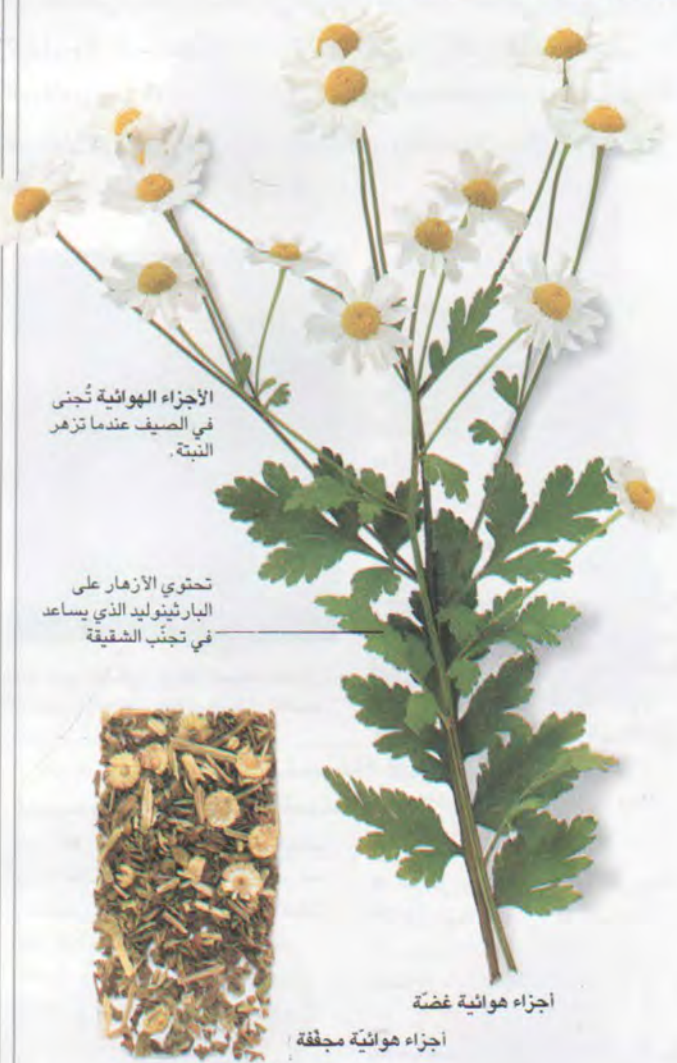 الأجزاء الهوائية تُجنى
في الصيف عندما تزهر
النبتة.
تحتوي الأزهار على
البارثينوليد الذي يساعد
في تجنّب الشقيقة
أجزاء هوائية غضّة
أجزاء هوائيّة مجفّفة